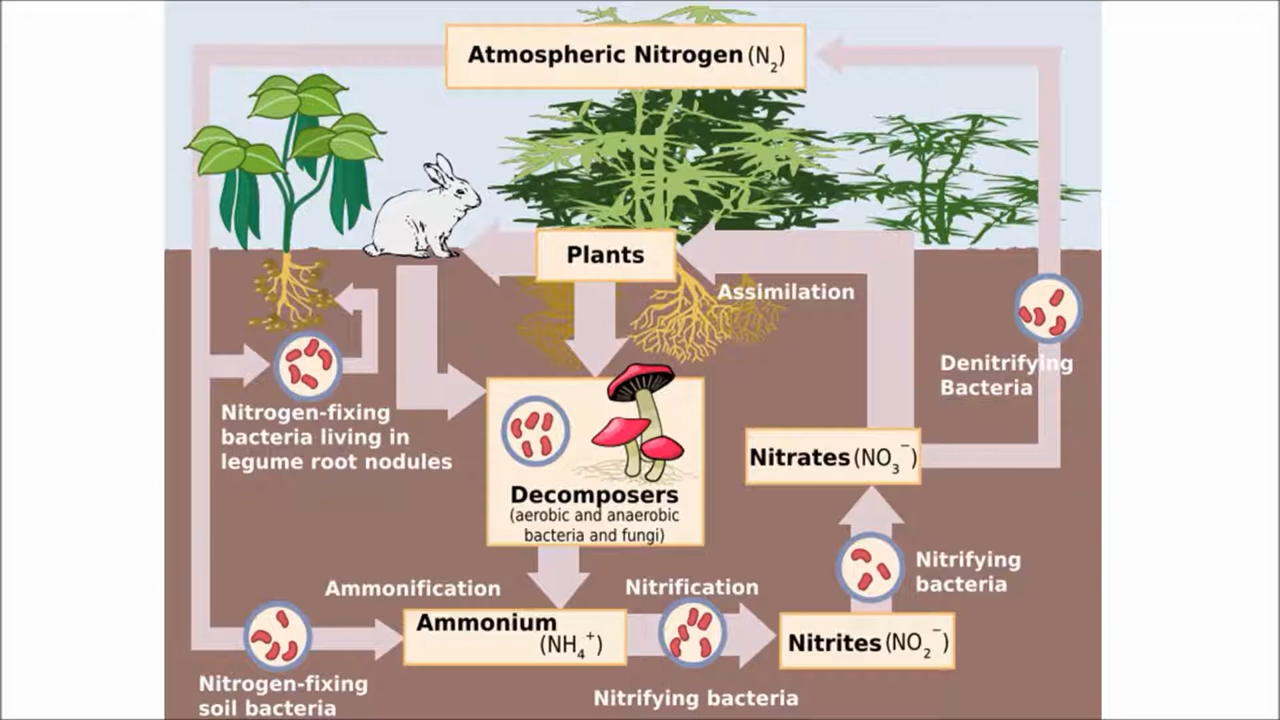 Atmospheric Nitrogen (N₂)
Plants
Assimilation
Denitrifying
Bacteria
Nitrogen-fixing
bacteria living in
legume root nodules
Nitrates (NO₃⁻)
Decomposers
(aerobic and anaerobic
bacteria and fungi)
Nitrifying
bacteria
Ammonification
Nitrification
Ammonium
(NH₄⁺)
Nitrites (NO₂⁻)
Nitrogen-fixing
soil bacteria
Nitrifying bacteria